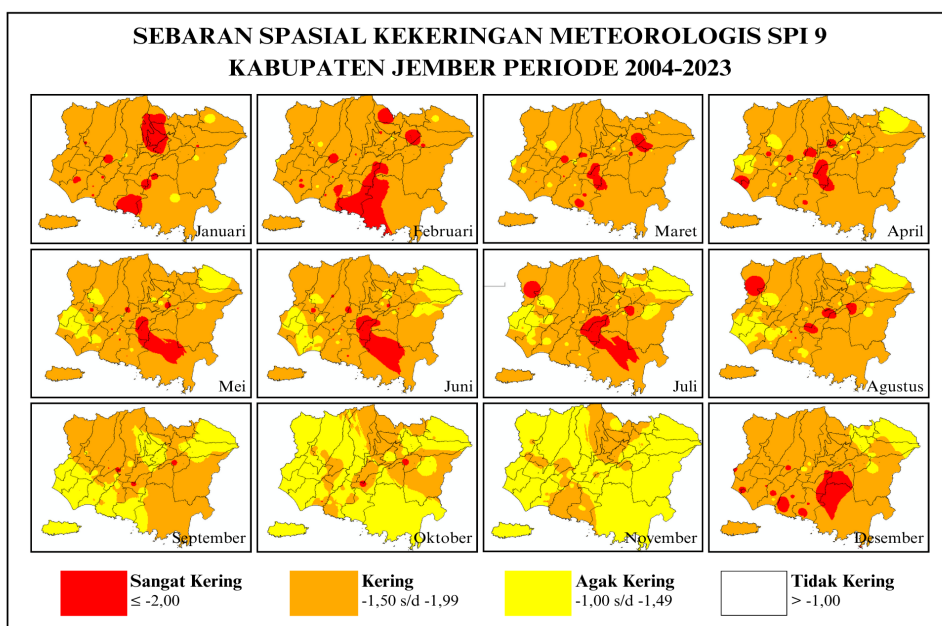 SEBARAN SPASIAL KEKERINGAN METEOROLOGIS SPI 9
KABUPATEN JEMBER PERIODE 2004-2023
Januari
Februari
Maret
April
Mei
Juni
Juli
Agustus
September
Oktober
November
Desember
Sangat Kering
≤ -2,00
Kering
-1,50 s/d -1,99
Agak Kering
-1,00 s/d -1,49
Tidak Kering
> -1,00